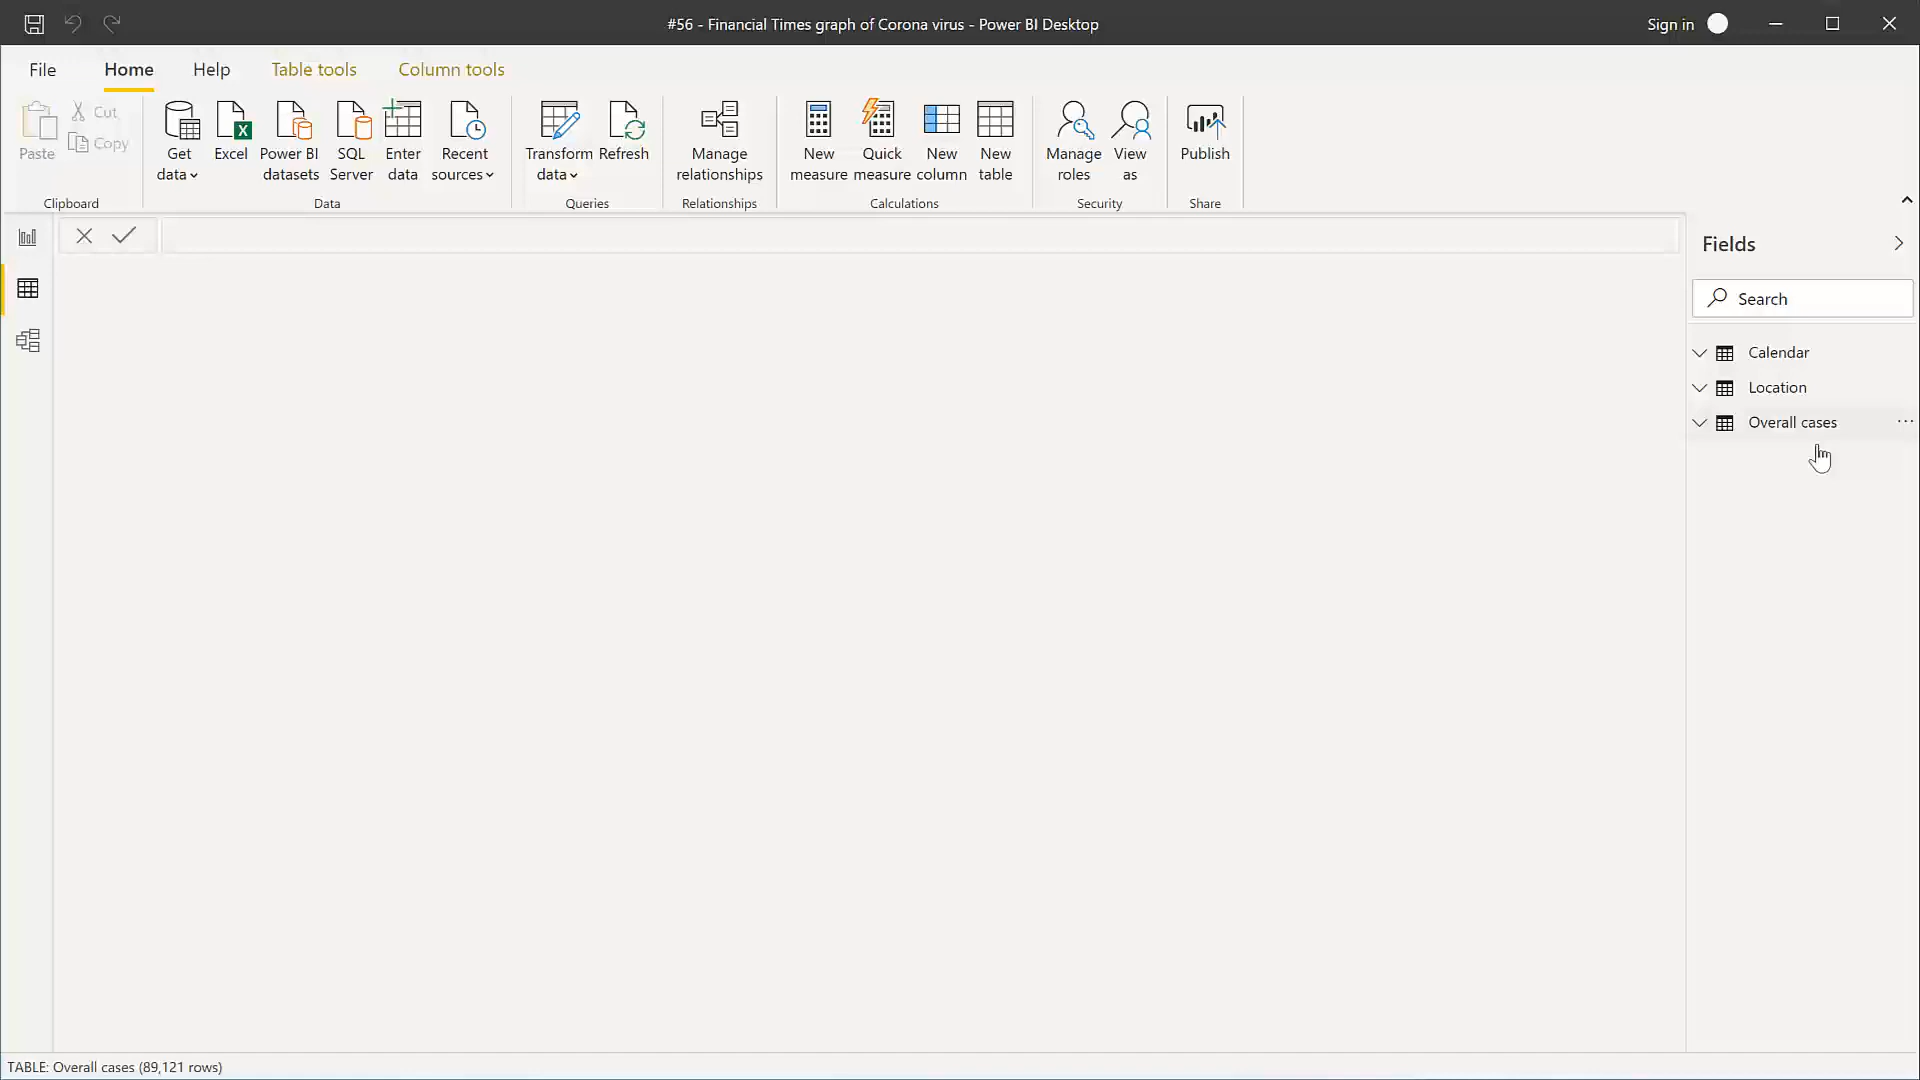 #56 - Financial Times graph of Corona virus - Power BI Desktop
Sign in
File
Home
Help
Table tools
Column tools
Paste
Cut
Copy
Get data
Excel
Power BI datasets
SQL Server
Enter data
Recent sources
Transform data
Refresh
Manage relationships
New measure
Quick measure
New column
New table
Manage roles
View as
Publish
Clipboard
Data
Queries
Relationships
Calculations
Security
Share
Fields
Search
Calendar
Location
Overall cases
TABLE: Overall cases (89,121 rows)